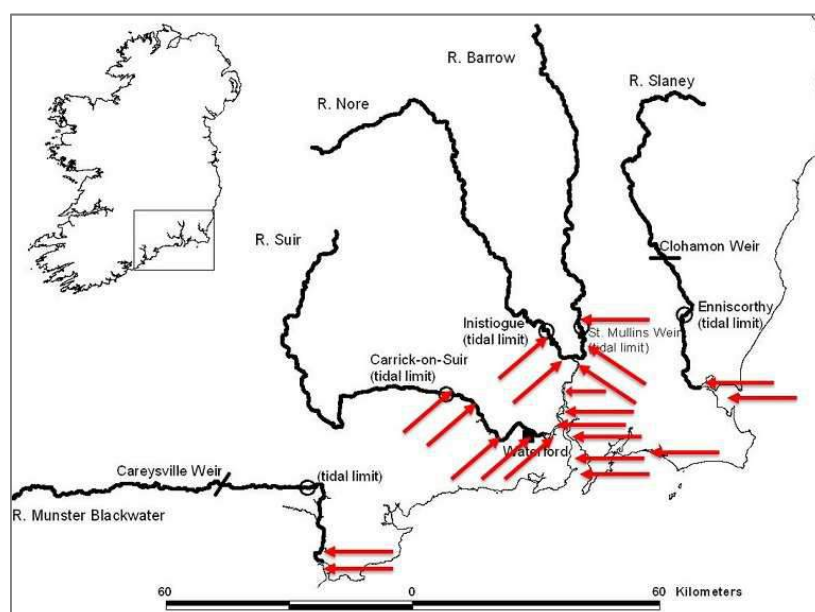 R. Barrow
R. Slaney
R. Nore
R. Suir
Clohamon Weir
Enniscorthy
(tidal limit)
Inistiogue
(tidal limit)
St. Mullins Weir
(tidal limit)
Carrick-on-Suir
(tidal limit)
Waterford
Careysville Weir
(tidal limit)
R. Munster Blackwater
60
0
60
Kilometers